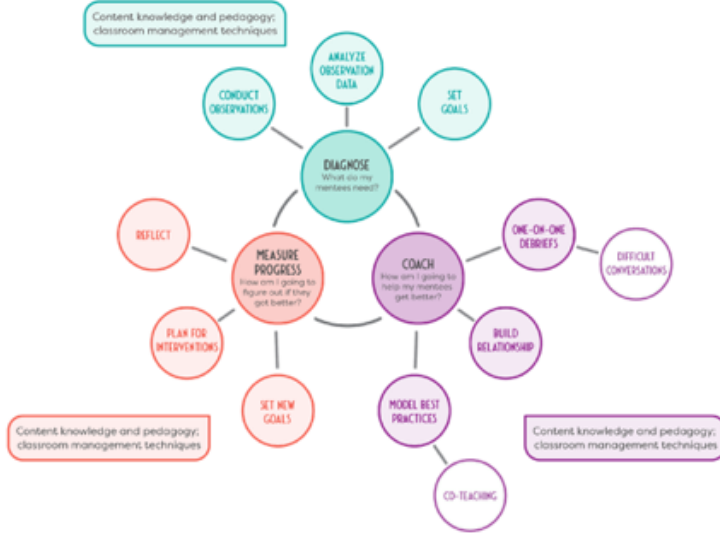 Content knowledge and pedagogy;
classroom management techniques
ANALYZE
OBSERVATION
DATA
CONDUCT
OBSERVATIONS
SET
GOALS
DIAGNOSE
What do my
mentees need?
REFLECT
MEASURE
PROGRESS
How am I going to
figure out if they
got better?
COACH
How am I going to
help my mentees
get better?
ONE-ON-ONE
DEBRIEFS
DIFFICULT
CONVERSATIONS
PLAN FOR
INTERVENTIONS
BUILD
RELATIONSHIP
SET NEW
GOALS
MODEL BEST
PRACTICES
Content knowledge and pedagogy;
classroom management techniques
Content knowledge and pedagogy;
classroom management techniques
CO-TEACHING